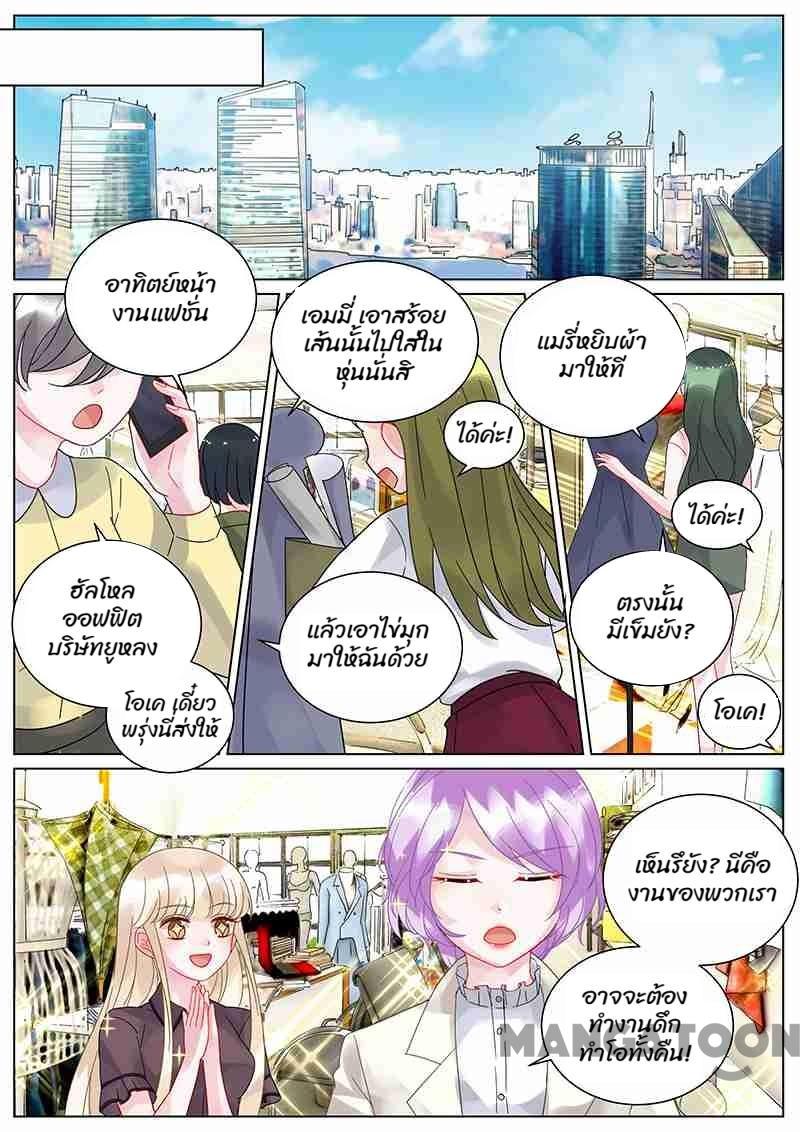 อาทิตย์หน้า
งานแฟชั่น
ฮัลโหล
ออฟฟิต
บริษัทยูหลง
โอเค เดี๋ยว
พรุ่งนี้ส่งให้
เอมมี่ เอาสร้อย
เส้นนั้นไปใส่ใน
หุ่นนั่นสิ
ได้ค่ะ!
แล้วเอาไข่มุก
มาให้ฉันด้วย
แมรี่หยิบผ้า
มาให้ที
ได้ค่ะ!
ตรงนั้น
มีเข็มยัง?
โอเค!
เห็นรึยัง? นีคือ
งานของพวกเรา
อาจจะต้อง
ทำงานดึก
ทำโอทั้งคืน!
MANGATOON